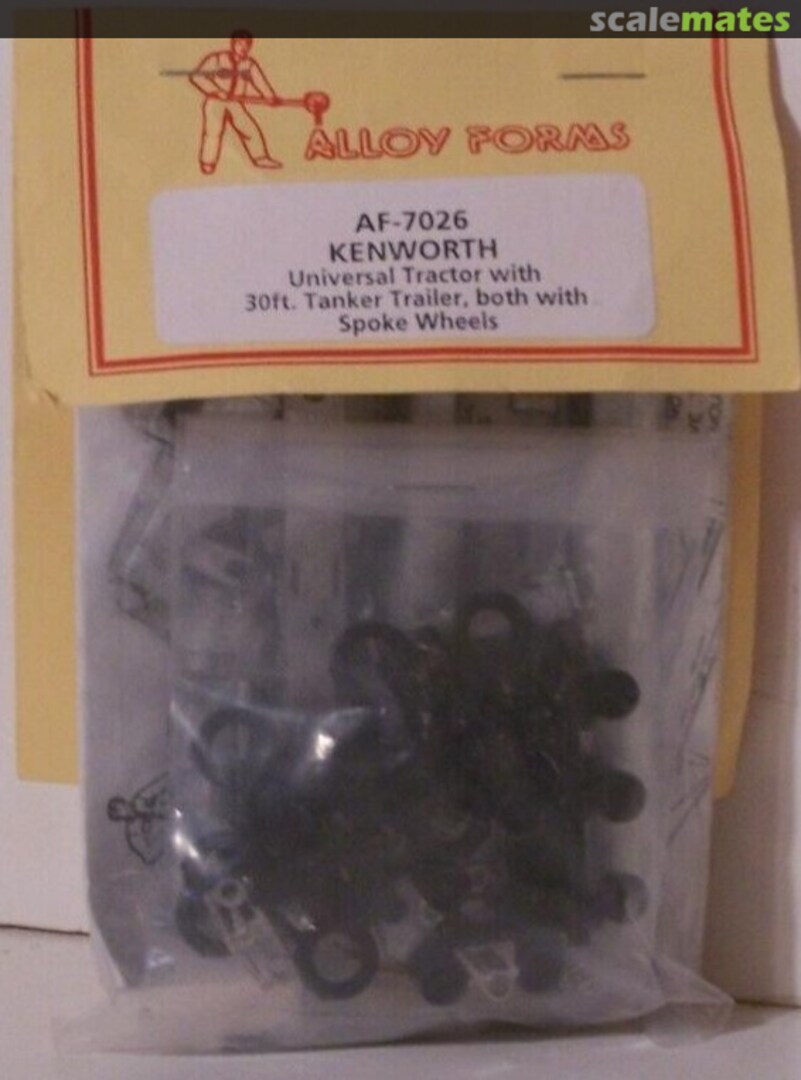 scalemates
ALLOY FORMS
AF-7026
KENWORTH
Universal Tractor with
30ft. Tanker Trailer, both with
Spoke Wheels